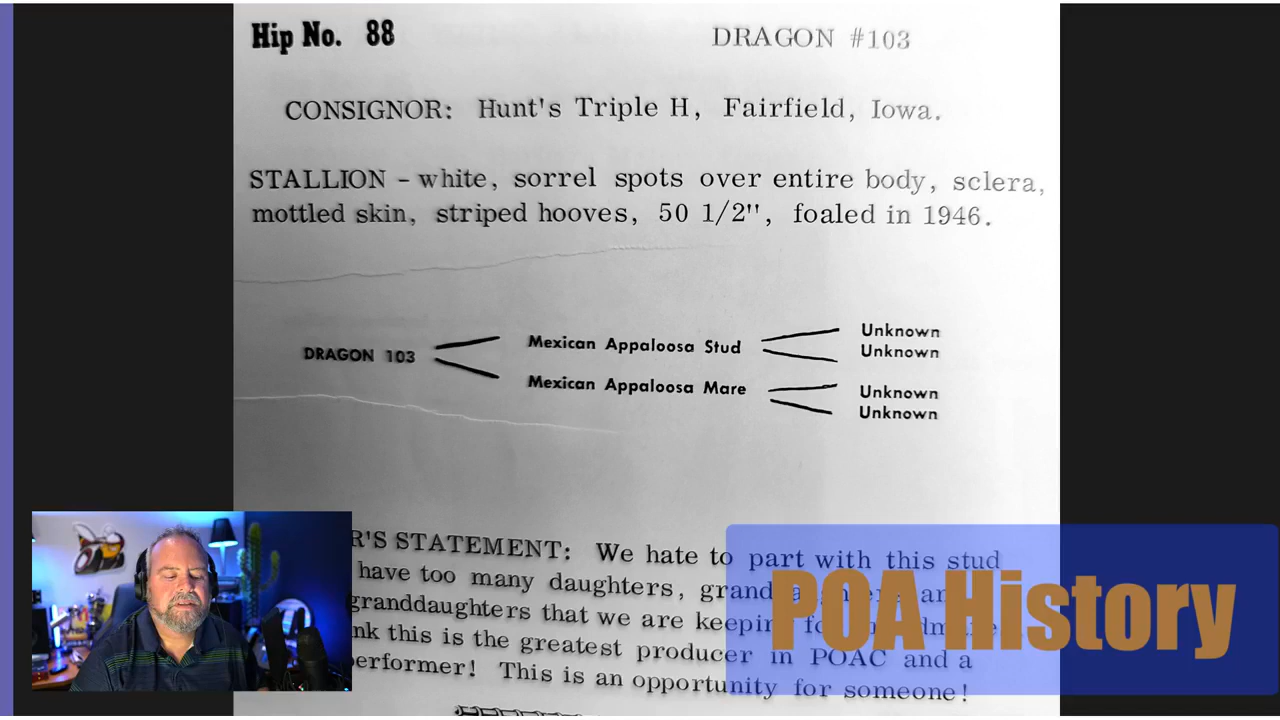 Hip No. 88
DRAGON #103
CONSIGNOR: Hunt's Triple H, Fairfield, Iowa.
STALLION - white, sorrel spots over entire body, sclera,
mottled skin, striped hooves, 50 1/2", foaled in 1946.
DRAGON 103
Mexican Appaloosa Stud
Mexican Appaloosa Mare
Unknown
Unknown
Unknown
Unknown
R'S STATEMENT: We hate to part with this stud
have too many daughters,
granddaughters that we are keeping
nk this is the greatest producer in POAC and a
performer! This is an opportunity for someone!
POA History